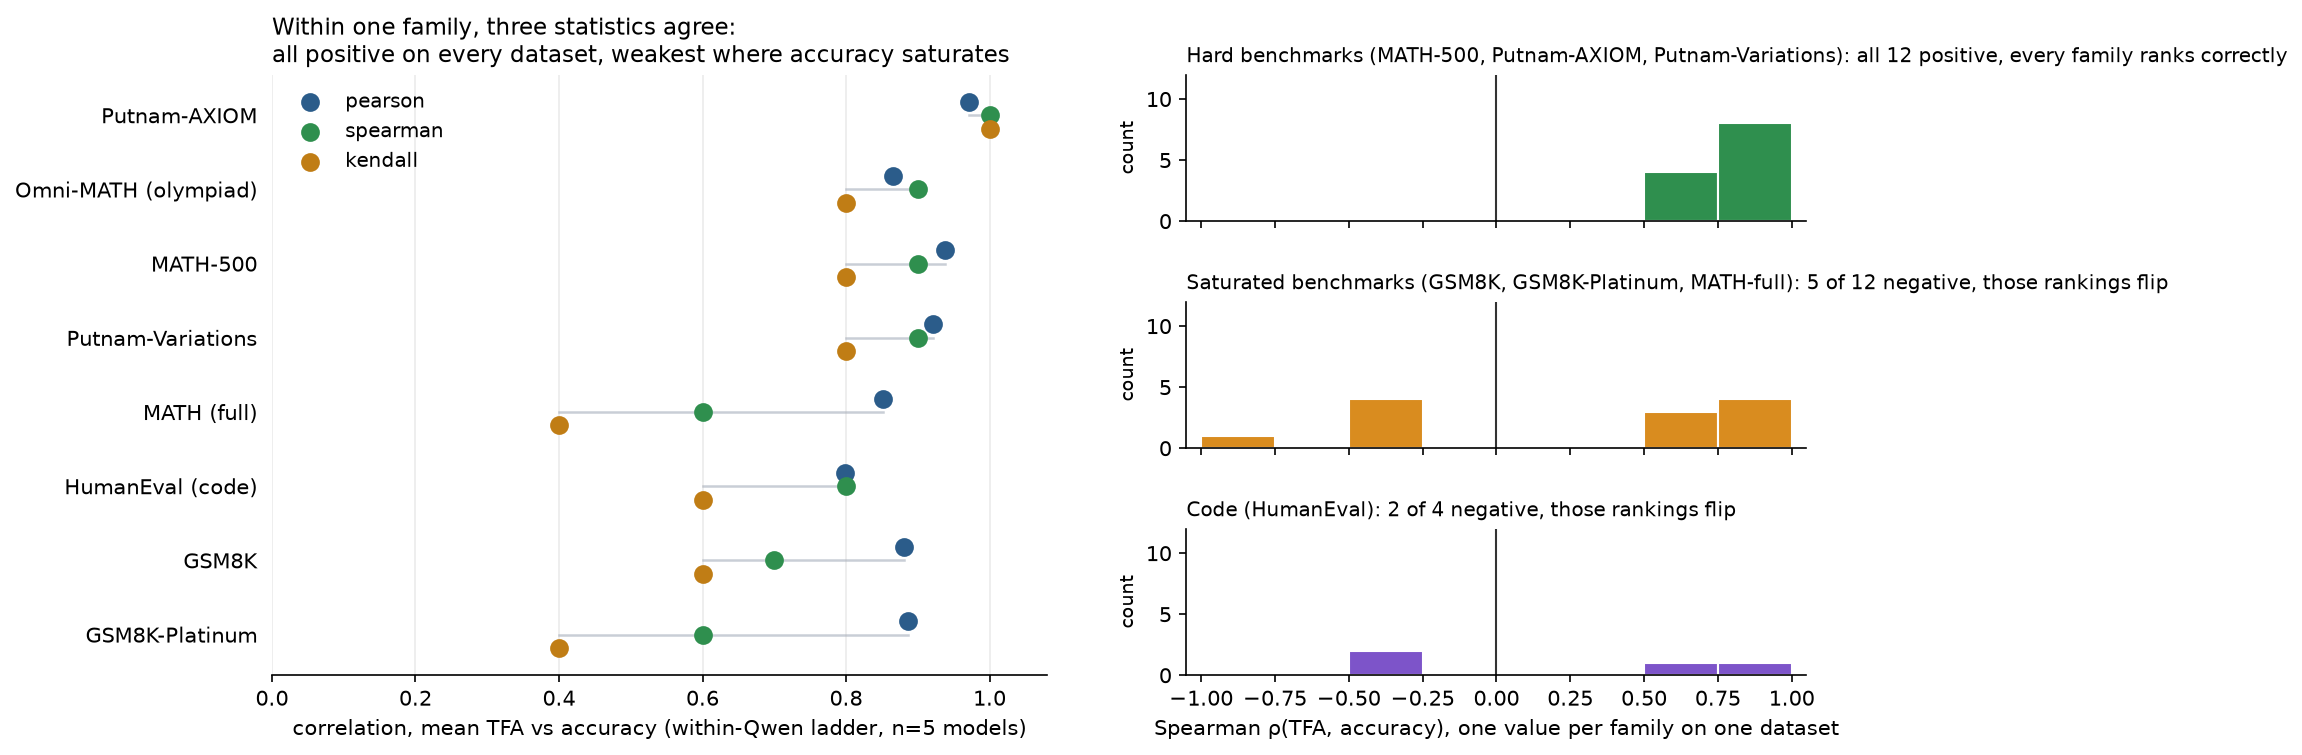 Within one family, three statistics agree:
all positive on every dataset, weakest where accuracy saturates
pearson
spearman
kendall
Putnam-AXIOM
Omni-MATH (olympiad)
MATH-500
Putnam-Variations
MATH (full)
HumanEval (code)
GSM8K
GSM8K-Platinum
0.0 0.2 0.4 0.6 0.8 1.0
correlation, mean TFA vs accuracy (within-Qwen ladder, n=5 models)
Hard benchmarks (MATH-500, Putnam-AXIOM, Putnam-Variations): all 12 positive, every family ranks correctly
10
5
0
count
Saturated benchmarks (GSM8K, GSM8K-Platinum, MATH-full): 5 of 12 negative, those rankings flip
10
5
0
count
Code (HumanEval): 2 of 4 negative, those rankings flip
10
5
0
count
−1.00 −0.75 −0.50 −0.25 0.00 0.25 0.50 0.75 1.00
Spearman ρ(TFA, accuracy), one value per family on one dataset